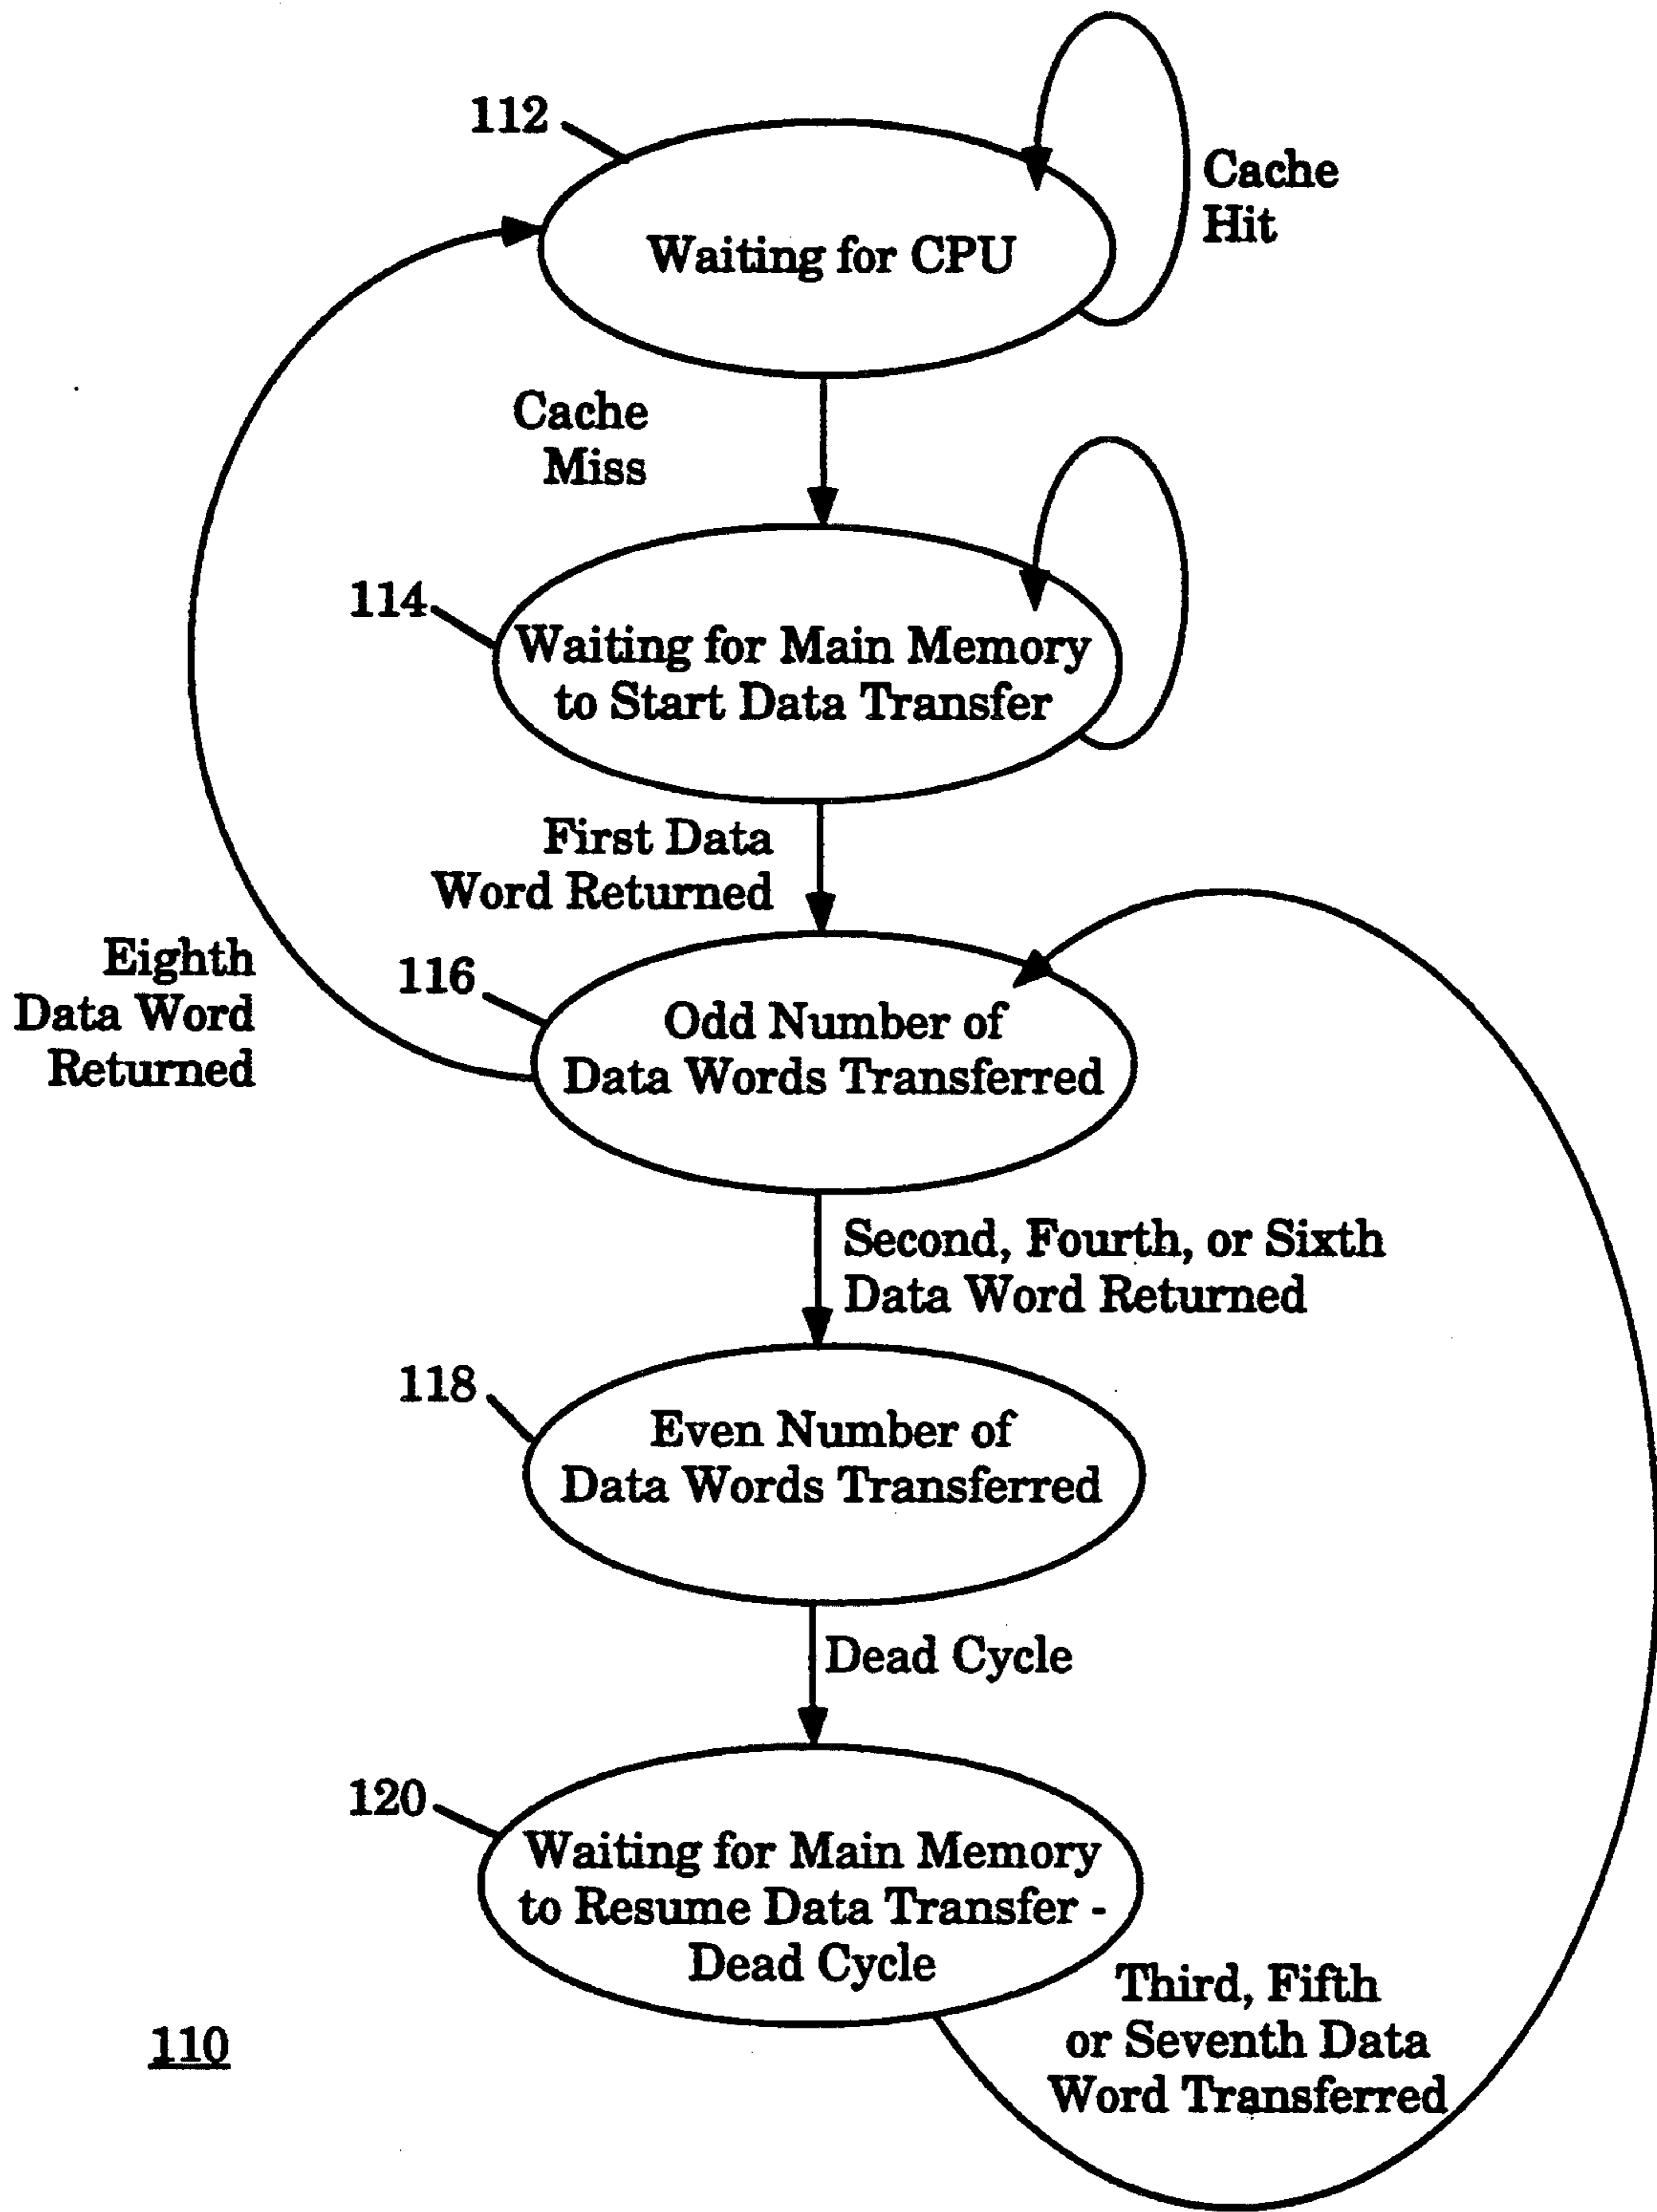 112
Waiting for CPU
Cache
Hit
Cache
Miss
114
Waiting for Main Memory
to Start Data Transfer
First Data
Word Returned
Eighth
Data Word
Returned
116
Odd Number of
Data Words Transferred
Second, Fourth, or Sixth
Data Word Returned
118
Even Number of
Data Words Transferred
Dead Cycle
120
Waiting for Main Memory
to Resume Data Transfer -
Dead Cycle
Third, Fifth
or Seventh Data
Word Transferred
110